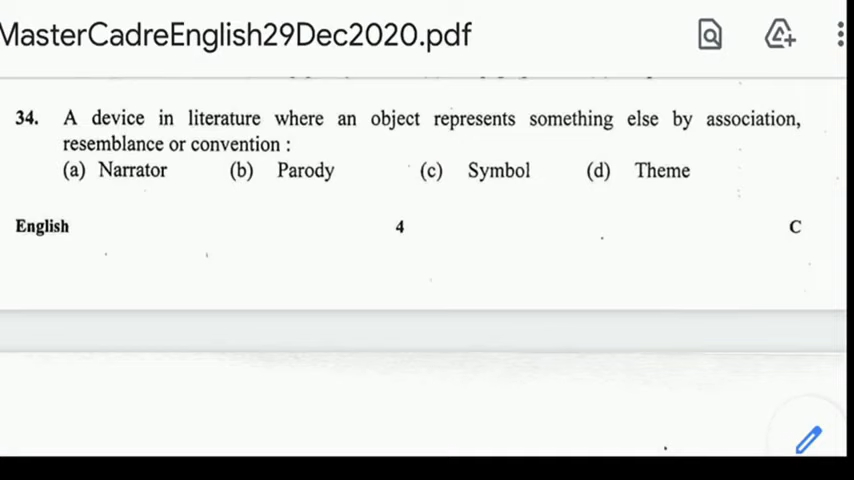 MasterCadreEnglish29Dec2020.pdf
34. A device in literature where an object represents something else by association,
resemblance or convention :
(a) Narrator (b) Parody (c) Symbol (d) Theme
English 4 C